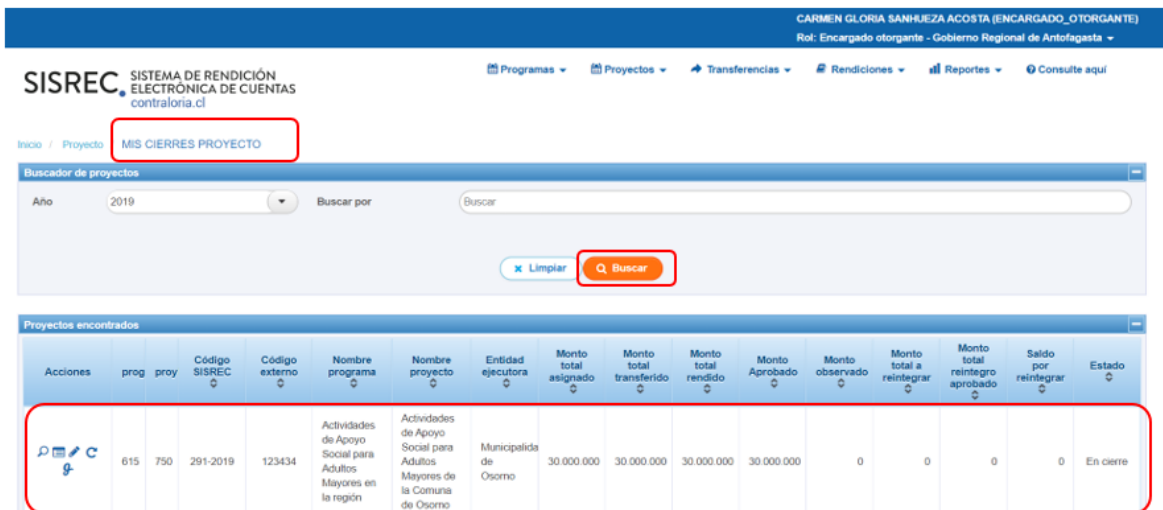 CARMEN GLORIA SANHUEZA ACOSTA (ENCARGADO_OTORGANTE)
Rol: Encargado otorgante - Gobierno Regional de Antofagasta
SISREC. SISTEMA DE RENDICIÓN
ELECTRÓNICA DE CUENTAS
contraloria.cl
Programas Proyectos Transferencias Rendiciones Reportes Consulte aquí
Inicio / Proyecto MIS CIERRES PROYECTO
Buscador de proyectos
Año 2019 Buscar por Buscar
Limpiar Buscar
Proyectos encontrados
Acciones prog proy Código SISREC Código externo Nombre programa Nombre proyecto Entidad ejecutora Monto total asignado Monto total transferido Monto total rendido Monto Aprobado Monto observado Monto total a reintegrar Monto total reintegro aprobado Saldo por reintegrar Estado
615 750 291-2019 123434 Actividades de Apoyo Social para Adultos Mayores en la región Actividades de Apoyo Social para Adultos Mayores de la Comuna de Osorno Municipalida de Osorno 30.000.000 30.000.000 30.000.000 30.000.000 0 0 0 0 En cierre